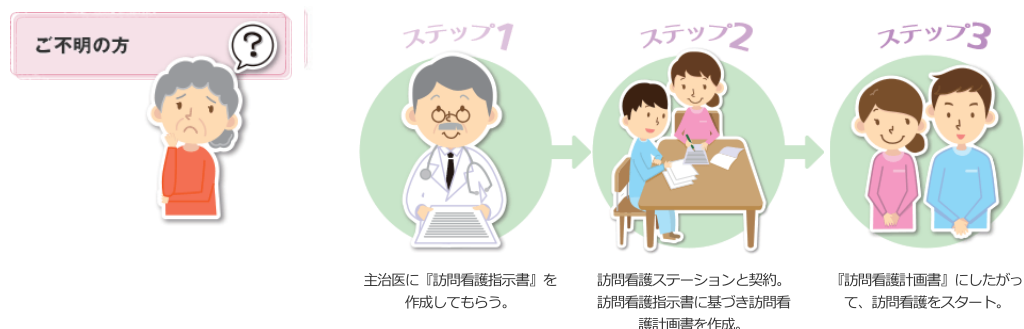 ご不明の方
?
ステップ1
主治医に『訪問看護指示書』を
作成してもらう。
ステップ2
訪問看護ステーションと契約。
訪問看護指示書に基づき訪問看
護計画書を作成。
ステップ3
『訪問看護計画書』にしたがっ
て、訪問看護をスタート。